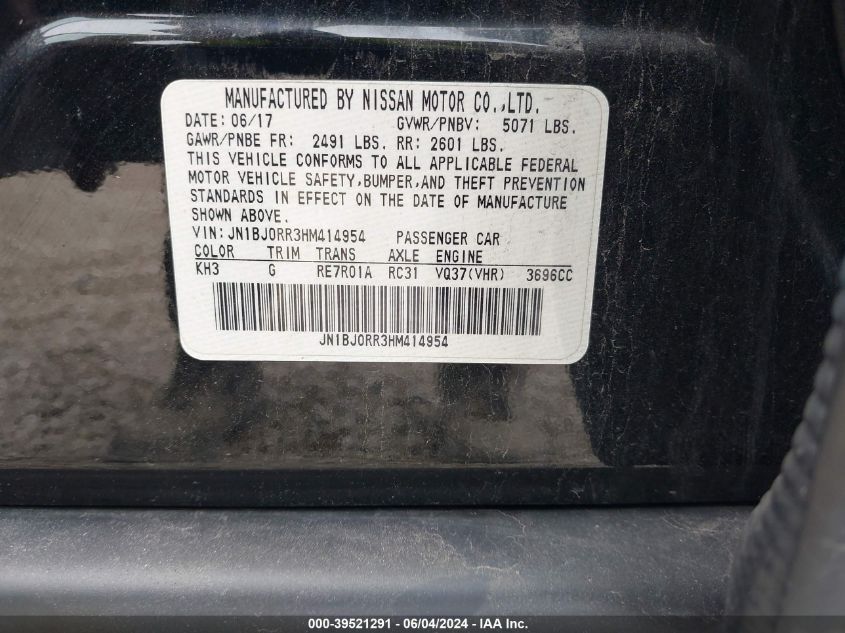 MANUFACTURED BY NISSAN MOTOR CO.,LTD.
DATE: 06/17 GVWR/PNBV: 5071 LBS.
GAWR/PNBE FR: 2491 LBS. RR: 2601 LBS.
THIS VEHICLE CONFORMS TO ALL APPLICABLE FEDERAL
MOTOR VEHICLE SAFETY,BUMPER,AND THEFT PREVENTION
STANDARDS IN EFFECT ON THE DATE OF MANUFACTURE
SHOWN ABOVE.
VIN:JN1BJ0RR3HM414954 PASSENGER CAR
COLOR TRIM TRANS AXLE ENGINE
KH3 G RE7R01A RC31 VQ37(VHR) 3696CC
JN1BJ0RR3HM414954
000-39521291 - 06/04/2024 - IAA Inc.